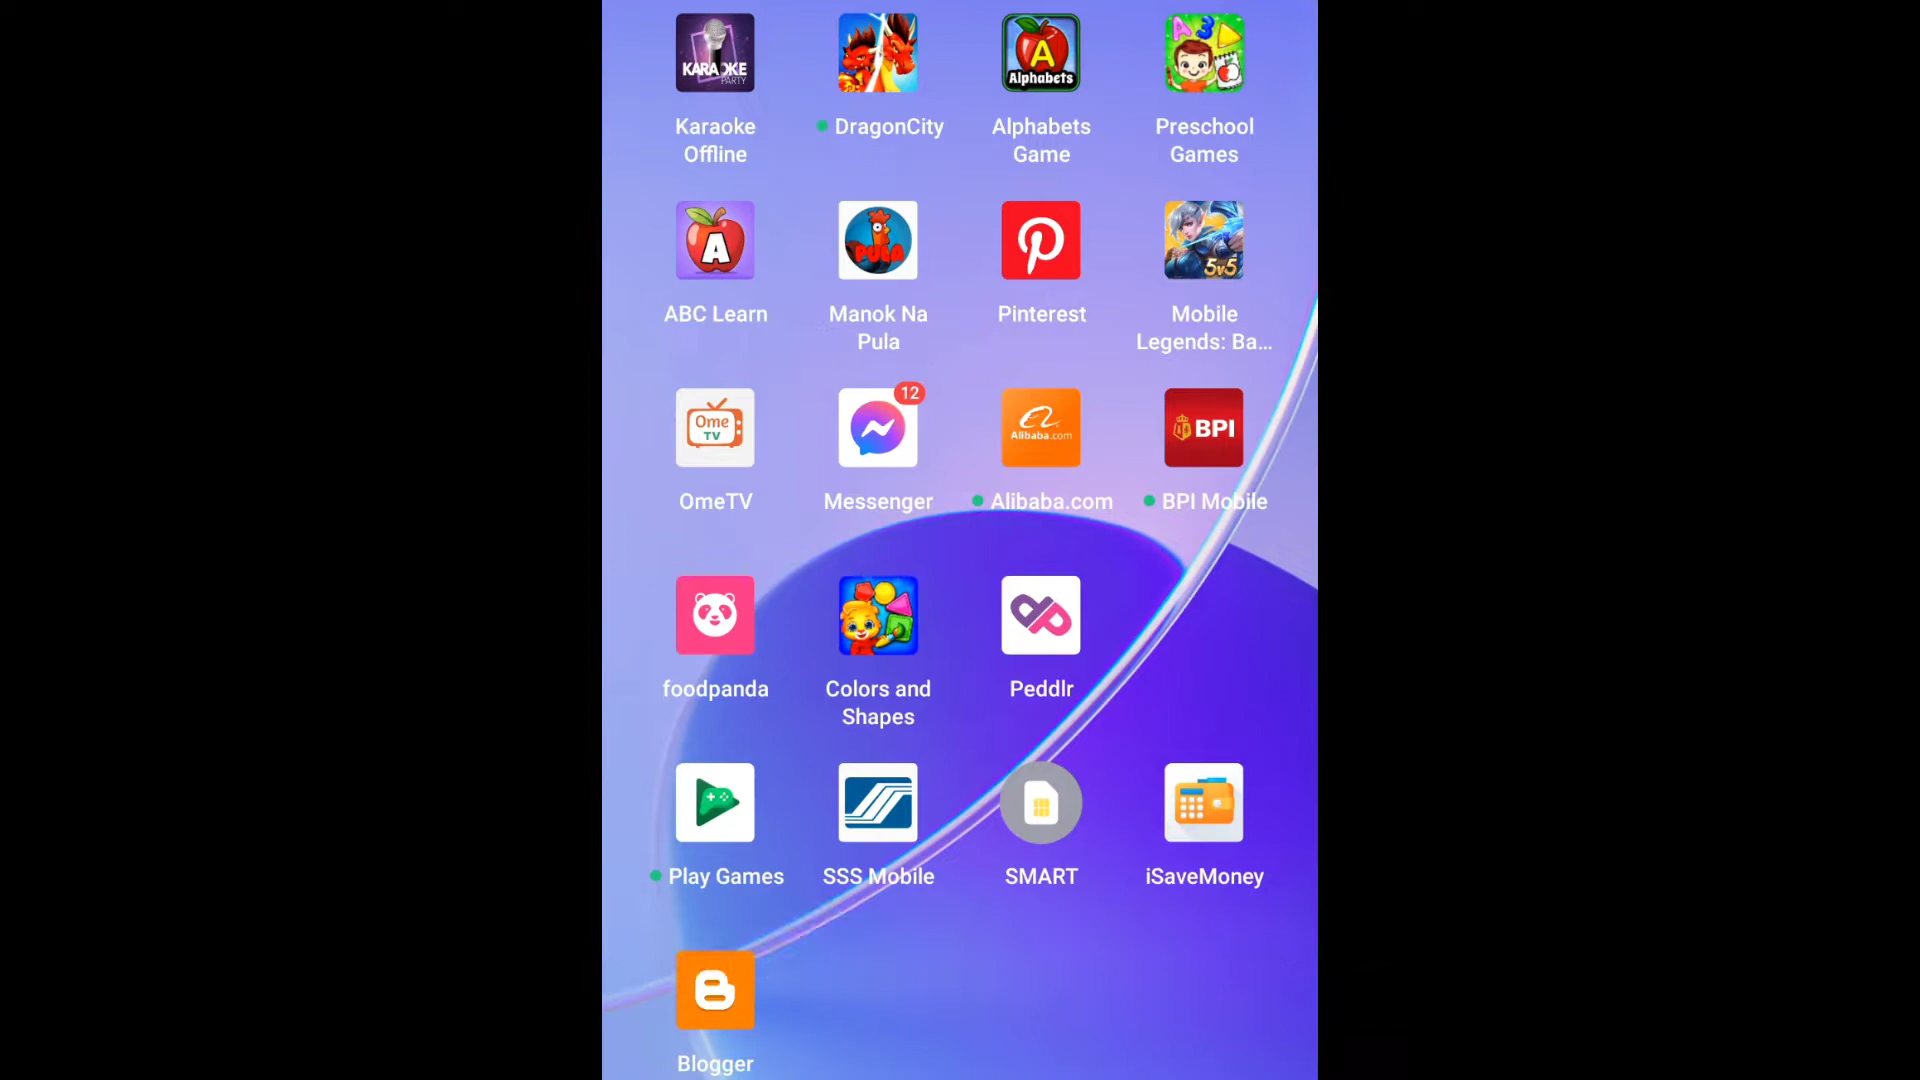 KARAOKE
PARTY
A
Alphabets
A 3
Karaoke
Offline
DragonCity
Alphabets
Game
Preschool
Games
A
PULA
5v5
ABC Learn
Manok Na
Pula
Pinterest
Mobile
Legends: Ba...
Ome
TV
12
Alibaba.com
BPI
OmeTV
Messenger
Alibaba.com
BPI Mobile
foodpanda
Colors and
Shapes
Peddlr
Play Games
SSS Mobile
SMART
iSaveMoney
Blogger